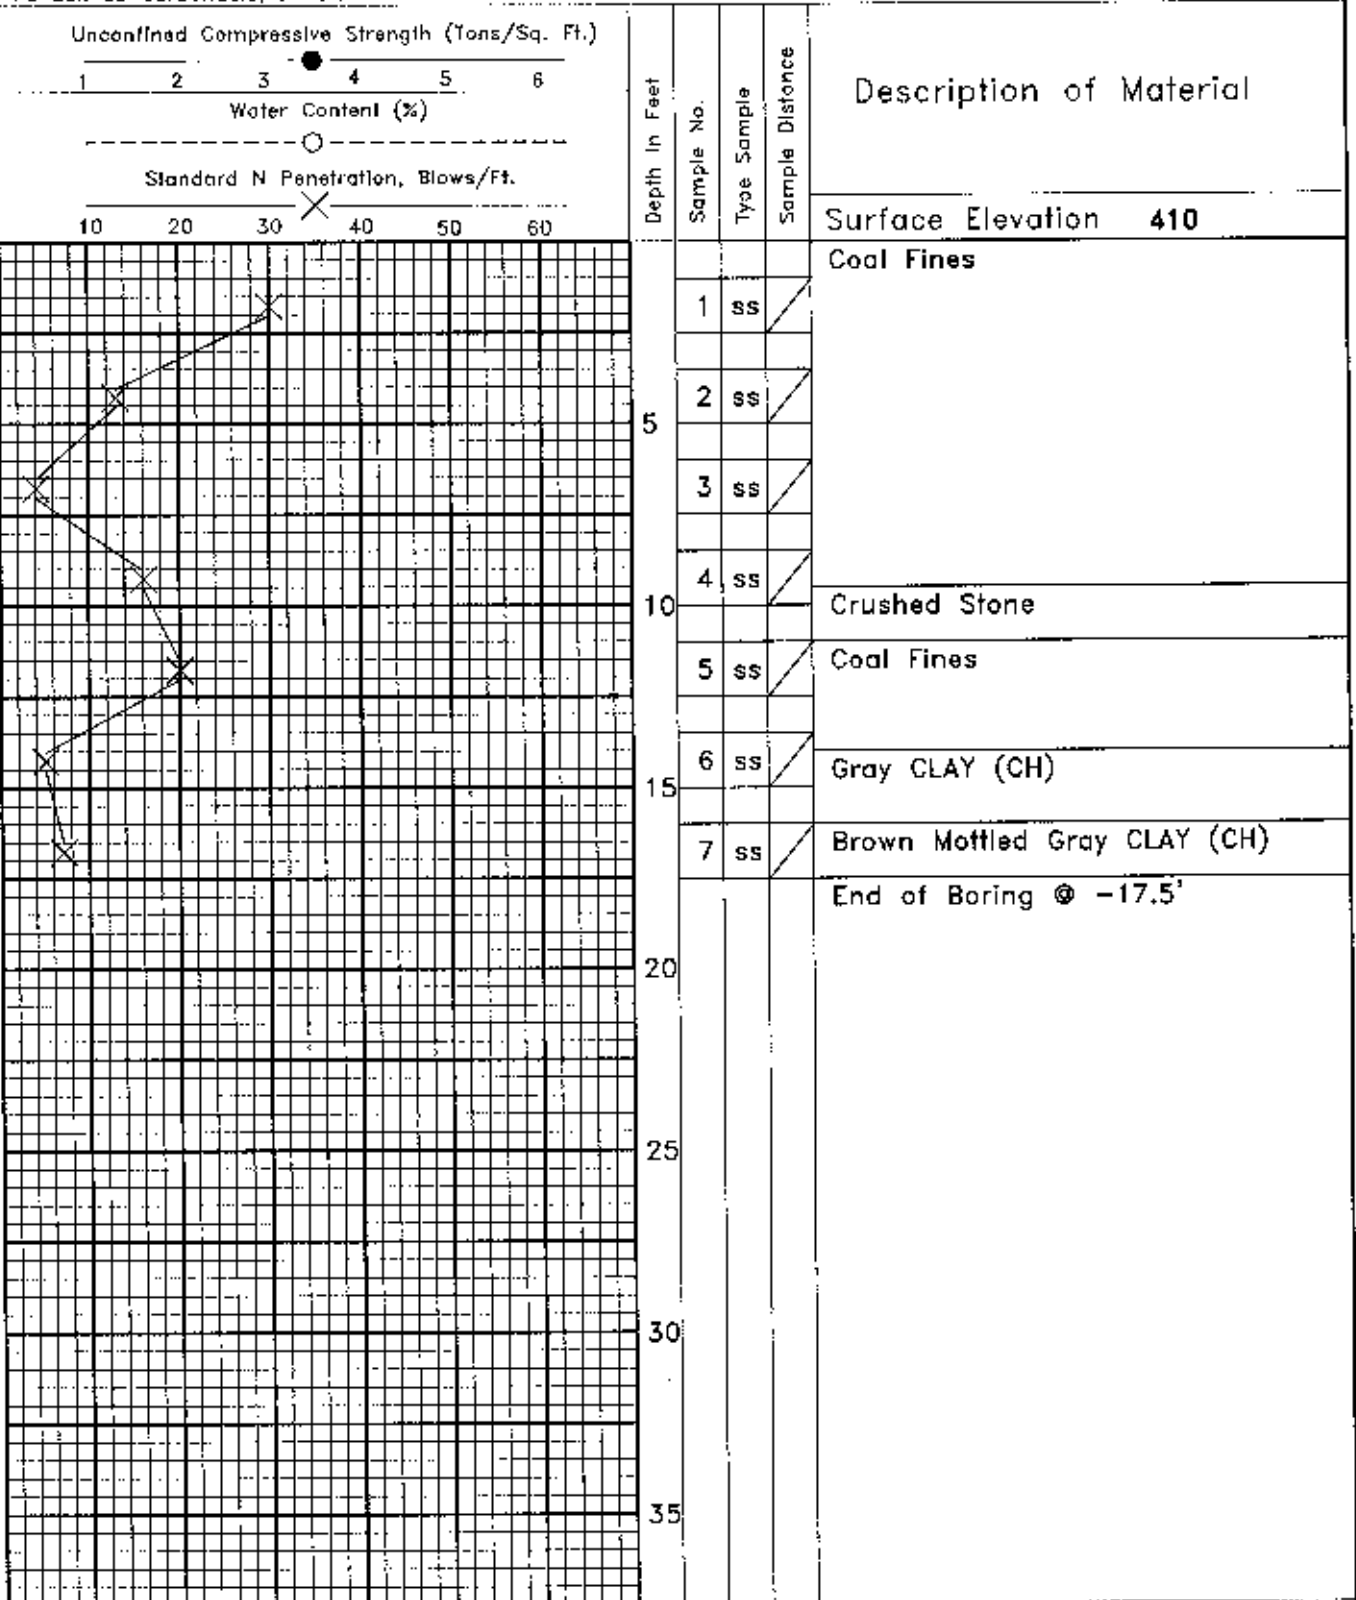 Unconfined Compressive Strength (Tons/Sq. Ft.)
1 2 3 4 5 6
Water Content (%)
Standard N Penetration, Blows/Ft.
10 20 30 40 50 60
Depth In Feet
Sample No.
Type Sample
Sample Distance
Description of Material
Surface Elevation 410
Coal Fines
1 ss
2 ss
5
3 ss
4 ss
10
Crushed Stone
5 ss
Coal Fines
6 ss
Gray CLAY (CH)
15
7 ss
Brown Mottled Gray CLAY (CH)
End of Boring @ -17.5'
20
25
30
35